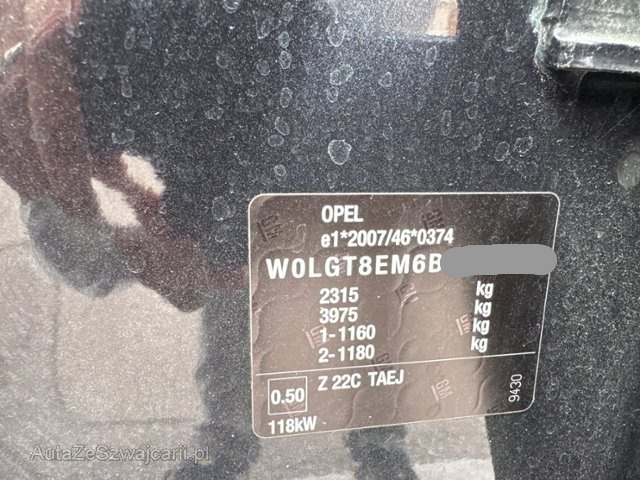 OPEL
e1*2007/46*0374
W0LGT8EM6B
2315 kg
3975 kg
1-1160 kg
2-1180 kg
0.50 Z 22C TAEJ
118kW
9430
GM
AutaZeSzwajcarii.pl